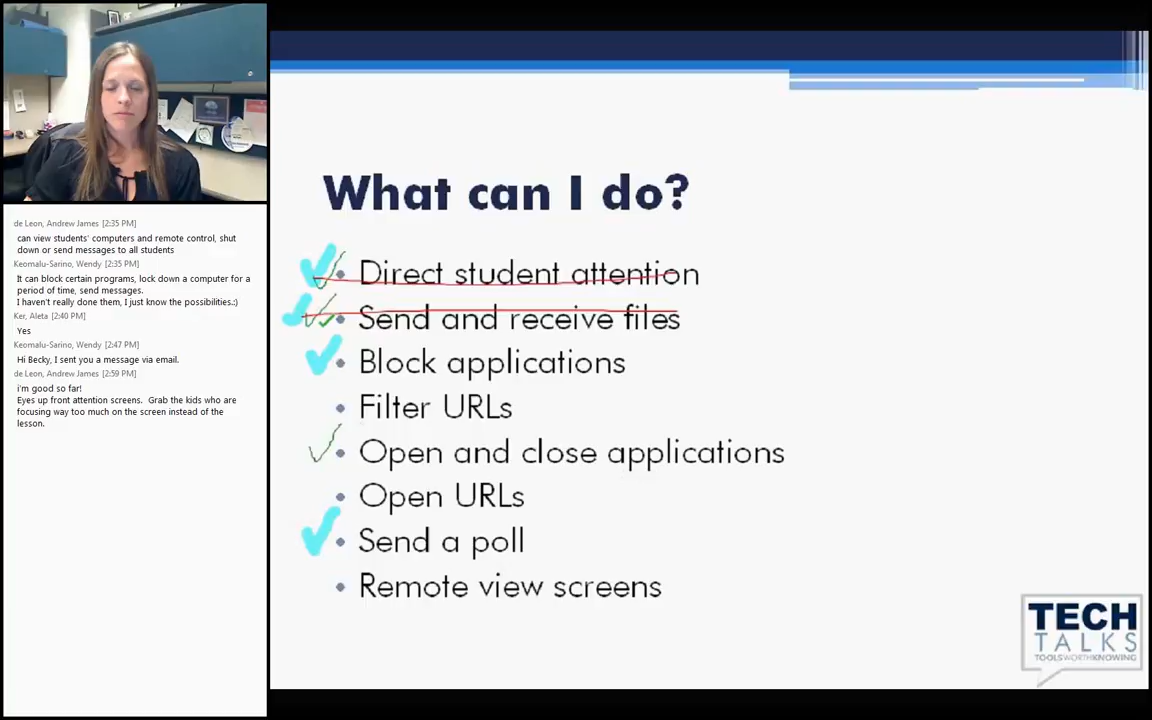 de Leon, Andrew James [2:35 PM]
can view students' computers and remote control, shut
down or send messages to all students
Keomalu-Sarino, Wendy [2:35 PM]
It can block certain programs, lock down a computer for a
period of time, send messages.
I haven't really done them, I just know the possibilities.:)
Ker, Aleta [2:40 PM]
Yes
Keomalu-Sarino, Wendy [2:47 PM]
Hi Becky, I sent you a message via email.
de Leon, Andrew James [2:59 PM]
i'm good so far!
Eyes up front attention screens.  Grab the kids who are
focusing way too much on the screen instead of the
lesson.
What can I do?
• Direct student attention
• Send and receive files
• Block applications
• Filter URLs
• Open and close applications
• Open URLs
• Send a poll
• Remote view screens
TECH
TALKS
TOOLSWORTHKNOWING